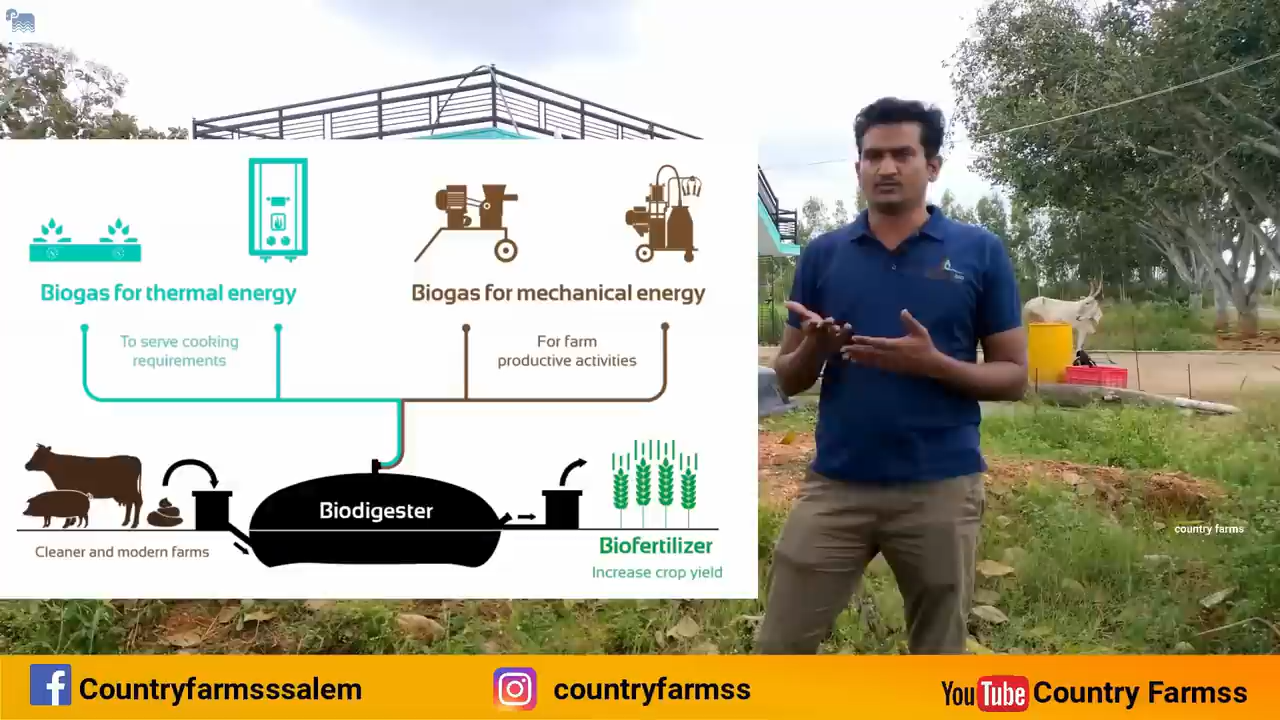 Biogas for thermal energy
Biogas for mechanical energy
To serve cooking
requirements
For farm
productive activities
Biodigester
Cleaner and modern farms
Biofertilizer
Increase crop yield
country farms
Countryfarmsssalem
countryfarmss
YouTube Country Farmss